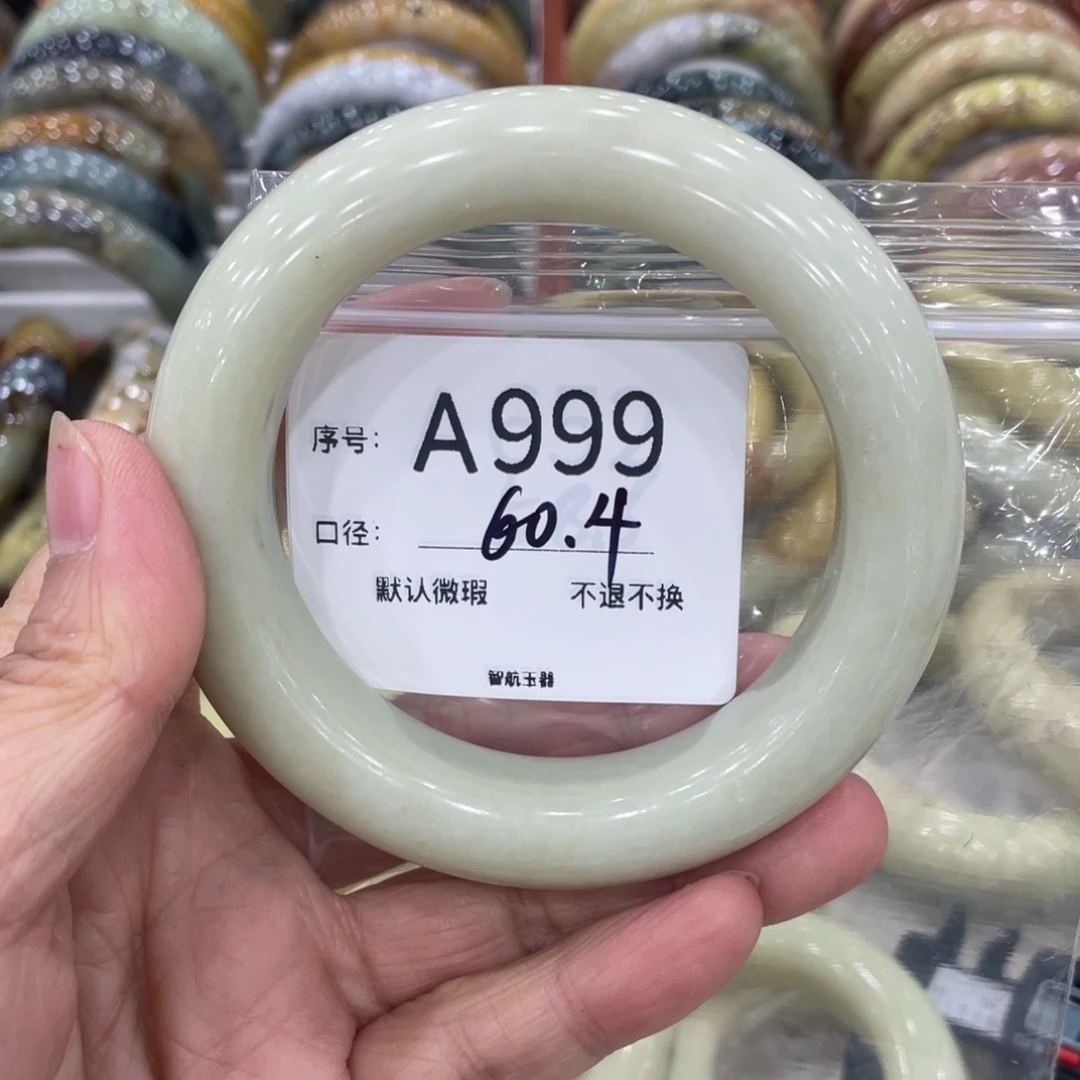 序号: A999
口径: 60.4
默认微瑕 不退不换
智航玉器